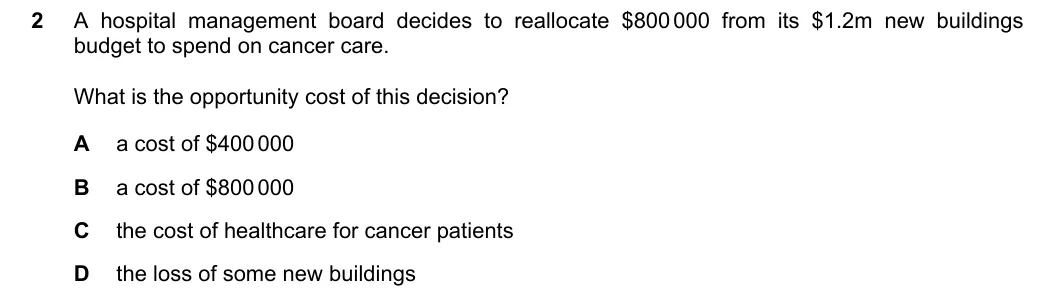 2 A hospital management board decides to reallocate $800 000 from its $1.2m new buildings
budget to spend on cancer care.
What is the opportunity cost of this decision?
A a cost of $400 000
B a cost of $800 000
C the cost of healthcare for cancer patients
D the loss of some new buildings